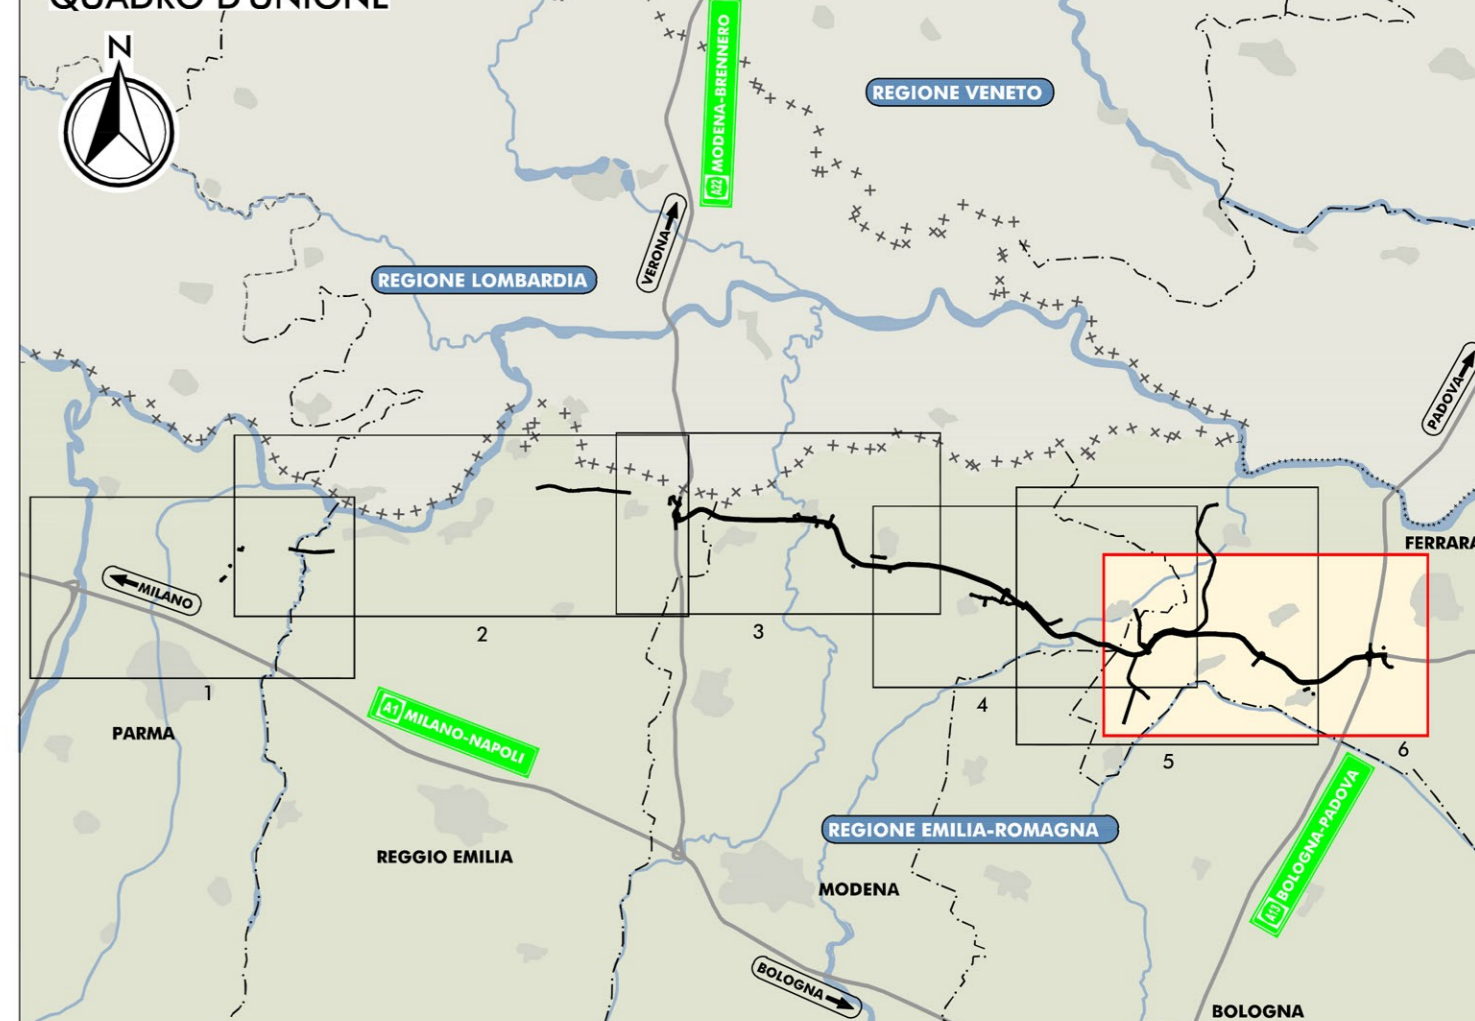 QUADRO D'UNIONE
N
A22 MODENA-BRENNERO
REGIONE VENETO
VERONA
REGIONE LOMBARDIA
PADOVA
FERRARA
MILANO
1
2
3
4
5
6
PARMA
A1 MILANO-NAPOLI
REGGIO EMILIA
REGIONE EMILIA-ROMAGNA
MODENA
A13 BOLOGNA-PADOVA
BOLOGNA
BOLOGNA